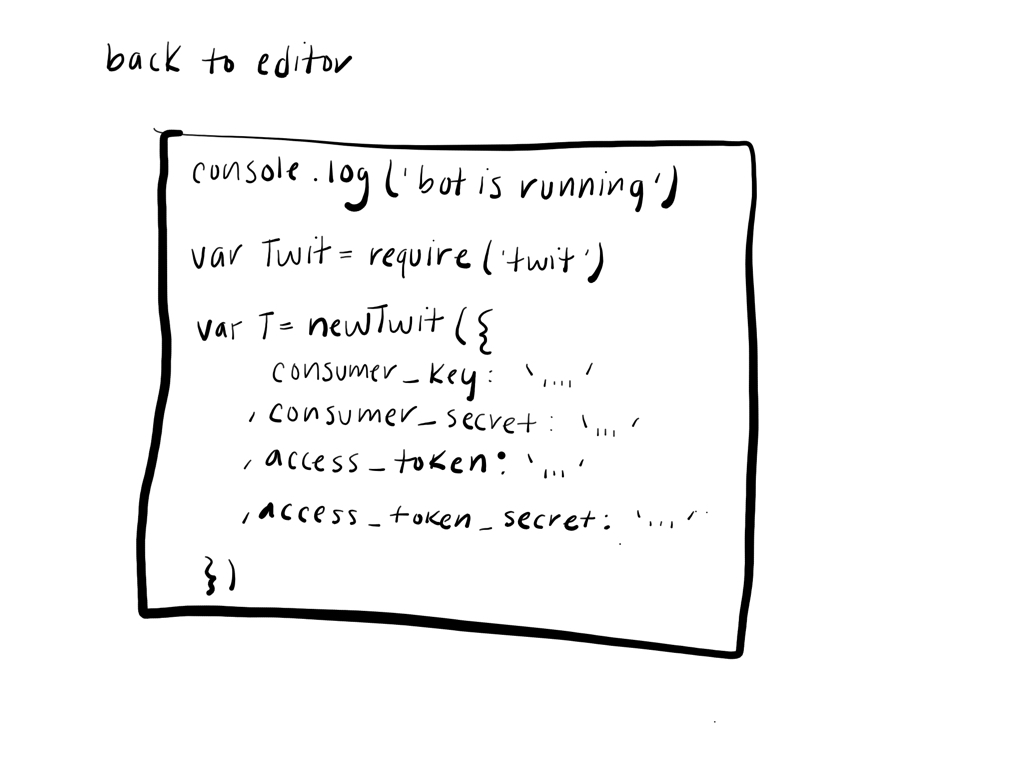 back to editor
console.log('bot is running')
var Twit = require('twit')
var T = newTwit({
consumer_key: '....'
, consumer_secret: '...'
, access_token: '...'
, access_token_secret: '....'
})